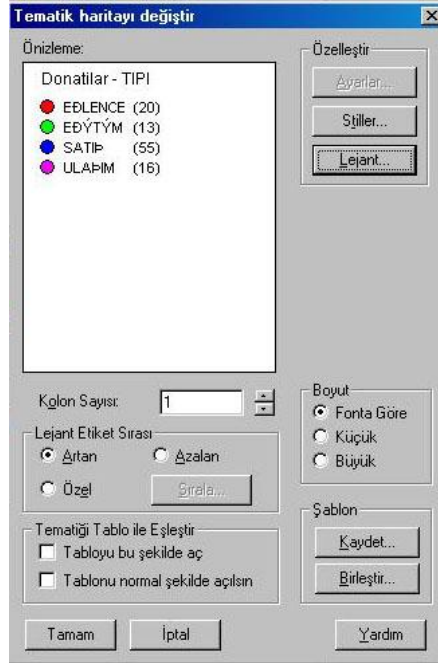 Tematik haritayı değiştir
Önizleme:
Donatilar - TIPI
EÐLENCE (20)
EÐÝTÝM (13)
SATIÞ (55)
ULAÞIM (16)
Özelleştir
Ayarlar...
Stiller...
Lejant...
Kolon Sayısı: 1
Lejant Etiket Sırası
Artan
Azalan
Özel
Sırala...
Boyut
Fonta Göre
Küçük
Büyük
Tematiği Tablo ile Eşleştir
Tabloyu bu şekilde aç
Tablonu normal şekilde açılsın
Şablon
Kaydet...
Birleştir...
Tamam
İptal
Yardım